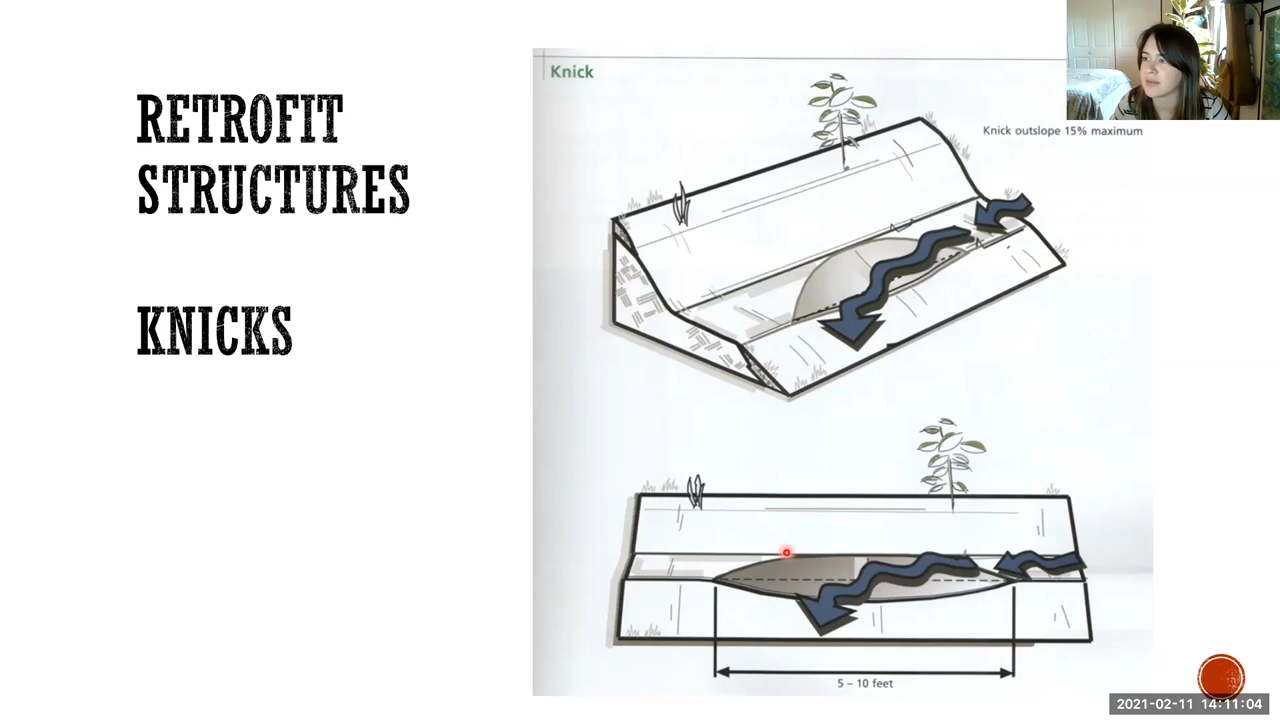 RETROFIT
STRUCTURES
KNICKS
Knick
Knick outslope 15% maximum
5 – 10 feet
2021-02-11 14:11:04